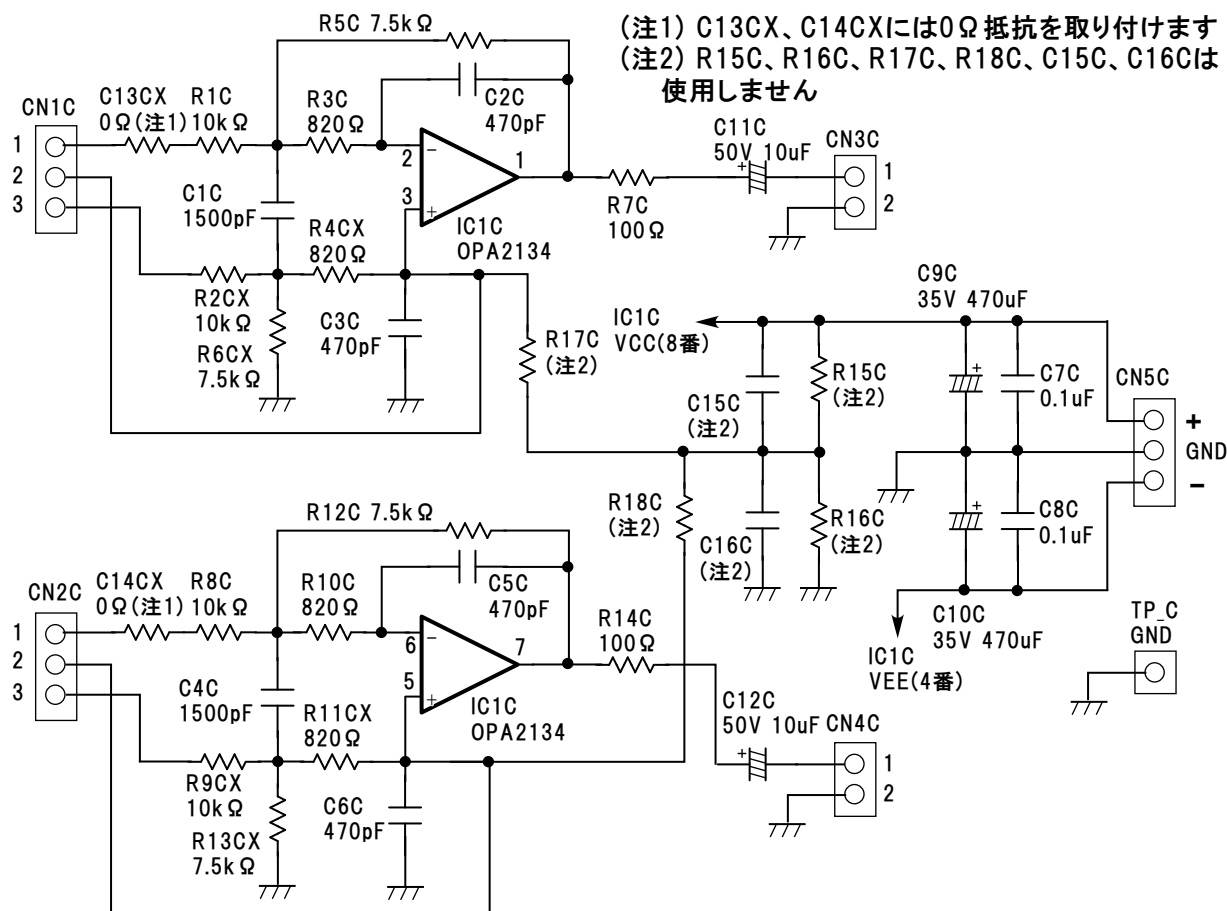 (注1) C13CX、C14CXには0Ω抵抗を取り付けます
(注2) R15C、R16C、R17C、R18C、C15C、C16Cは
使用しません
R5C 7.5kΩ
C2C
470pF
CN1C
1
2
3
C13CX
0Ω(注1)
R1C
10kΩ
R3C
820Ω
2
−
1
3
+
IC1C
OPA2134
C1C
1500pF
R4CX
820Ω
R2CX
10kΩ
R6CX
7.5kΩ
C3C
470pF
R7C
100Ω
C11C
50V 10uF
+
CN3C
1
2
R17C
(注2)
IC1C
VCC(8番)
C15C
(注2)
R15C
(注2)
C9C
35V 470uF
+
C7C
0.1uF
CN5C
+
GND
−
R18C
(注2)
C16C
(注2)
R16C
(注2)
+
C8C
0.1uF
C10C
35V 470uF
IC1C
VEE(4番)
TP_C
GND
R12C 7.5kΩ
C5C
470pF
CN2C
1
2
3
C14CX
0Ω(注1)
R8C
10kΩ
R10C
820Ω
6
−
7
5
+
IC1C
OPA2134
C4C
1500pF
R11CX
820Ω
R9CX
10kΩ
R13CX
7.5kΩ
C6C
470pF
R14C
100Ω
C12C
50V 10uF
+
CN4C
1
2